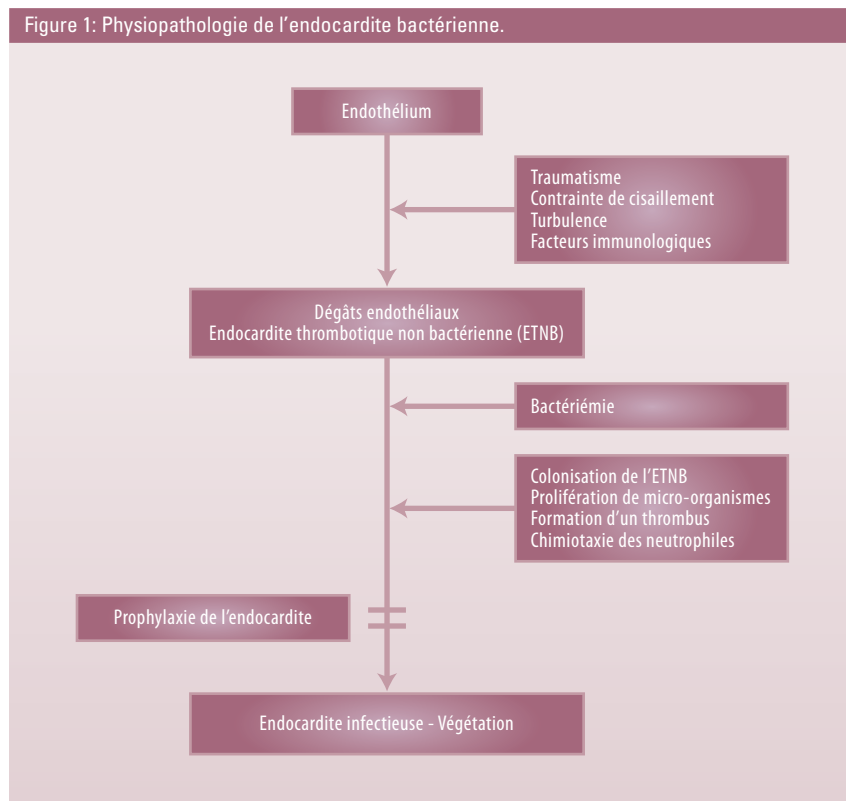 Figure 1: Physiopathologie de l’endocardite bactérienne.
Endothélium
Traumatisme
Contrainte de cisaillement
Turbulence
Facteurs immunologiques
Dégâts endothéliaux
Endocardite thrombotique non bactérienne (ETNB)
Bactériémie
Colonisation de l’ETNB
Prolifération de micro-organismes
Formation d’un thrombus
Chimiotaxie des neutrophiles
Prophylaxie de l’endocardite
Endocardite infectieuse - Végétation